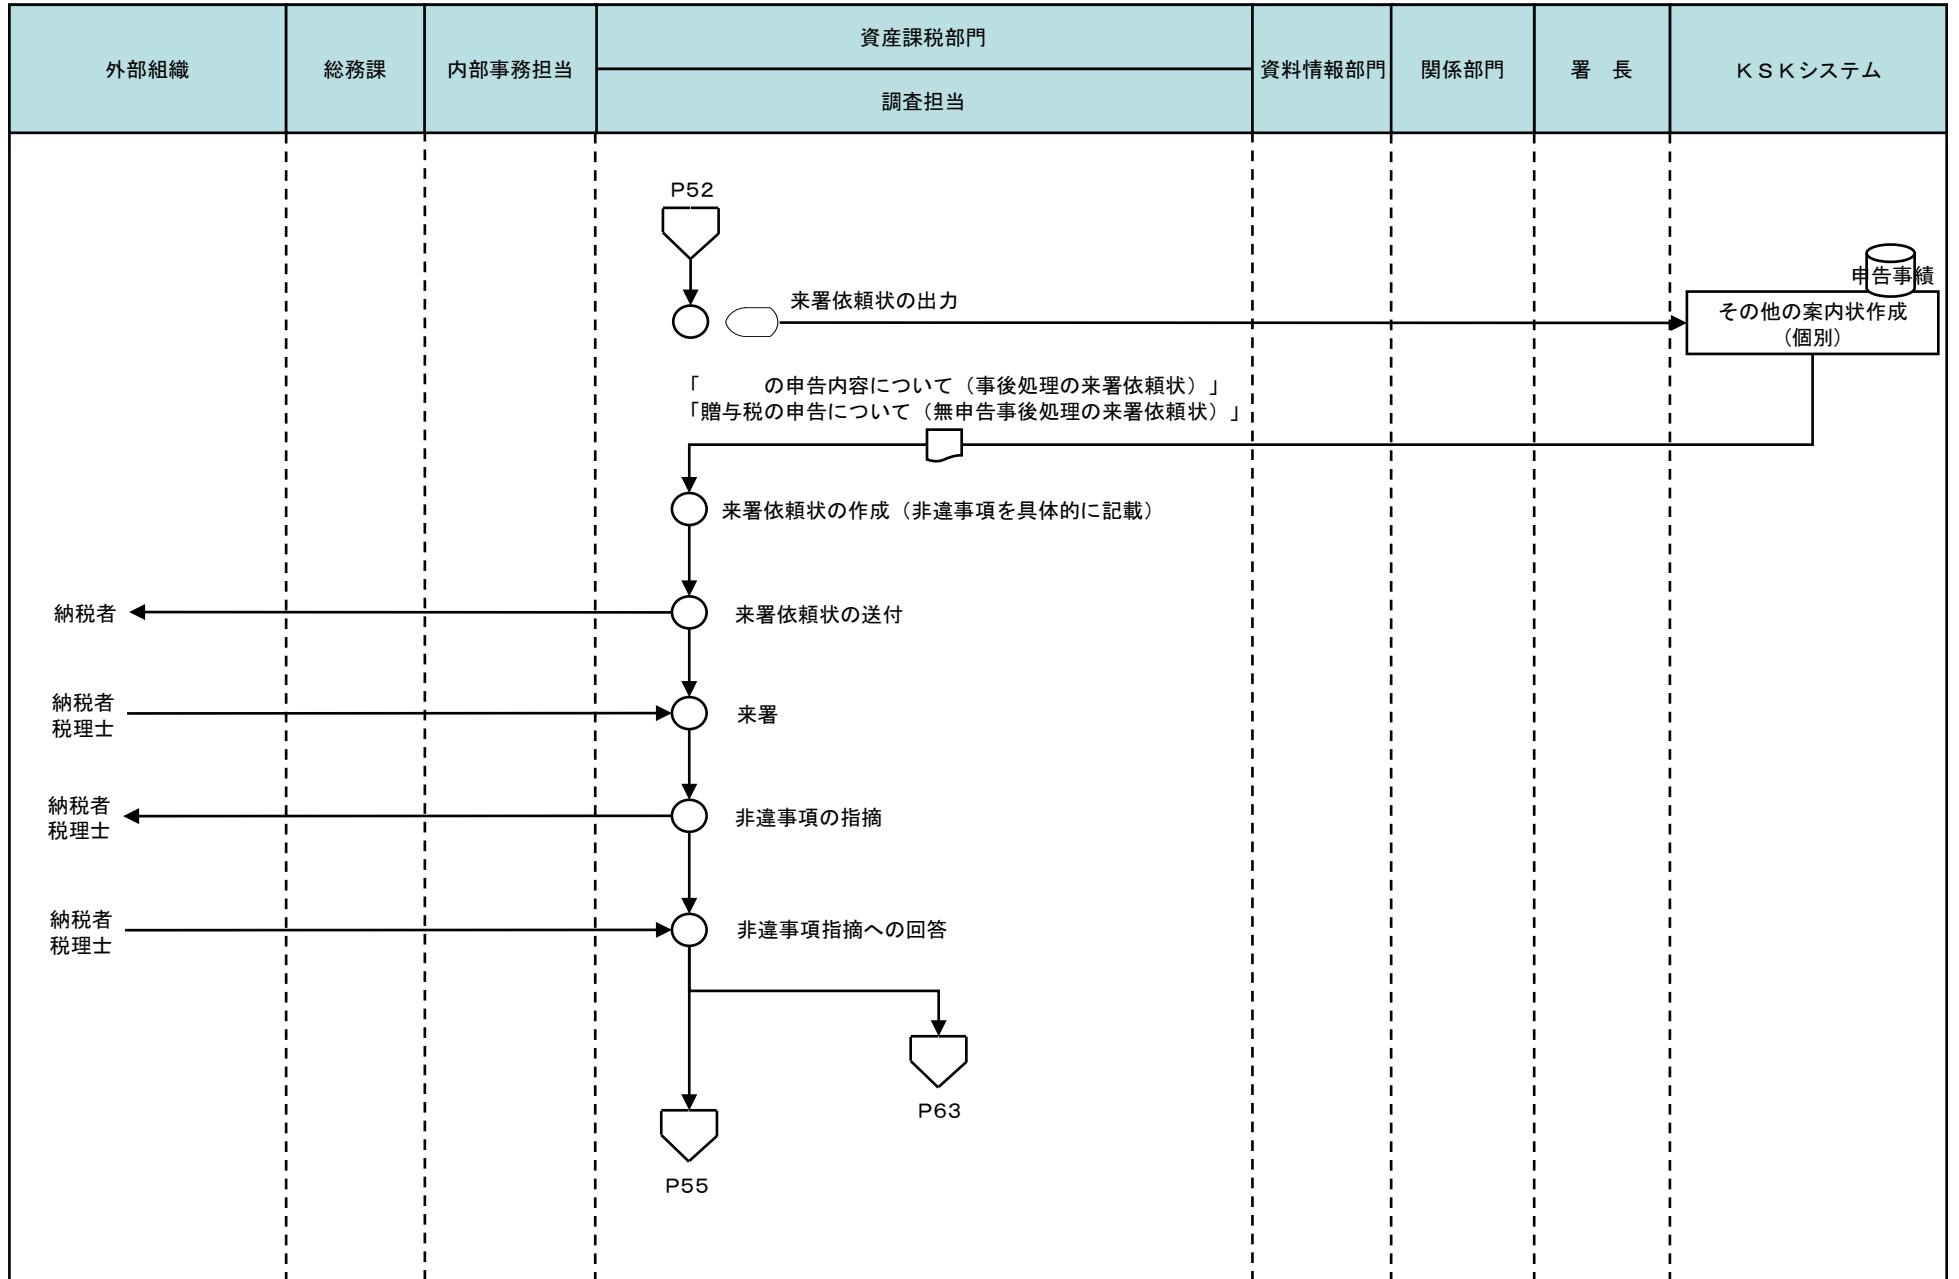 外部組織
総務課
内部事務担当
資産課税部門
調査担当
資料情報部門
関係部門
署　長
ＫＳＫシステム
P52
申告事績
来署依頼状の出力
その他の案内状作成
（個別）
「　　　の申告内容について（事後処理の来署依頼状）」
「贈与税の申告について（無申告事後処理の来署依頼状）」
来署依頼状の作成（非違事項を具体的に記載）
納税者
来署依頼状の送付
納税者
税理士
来署
納税者
税理士
非違事項の指摘
納税者
税理士
非違事項指摘への回答
P63
P55